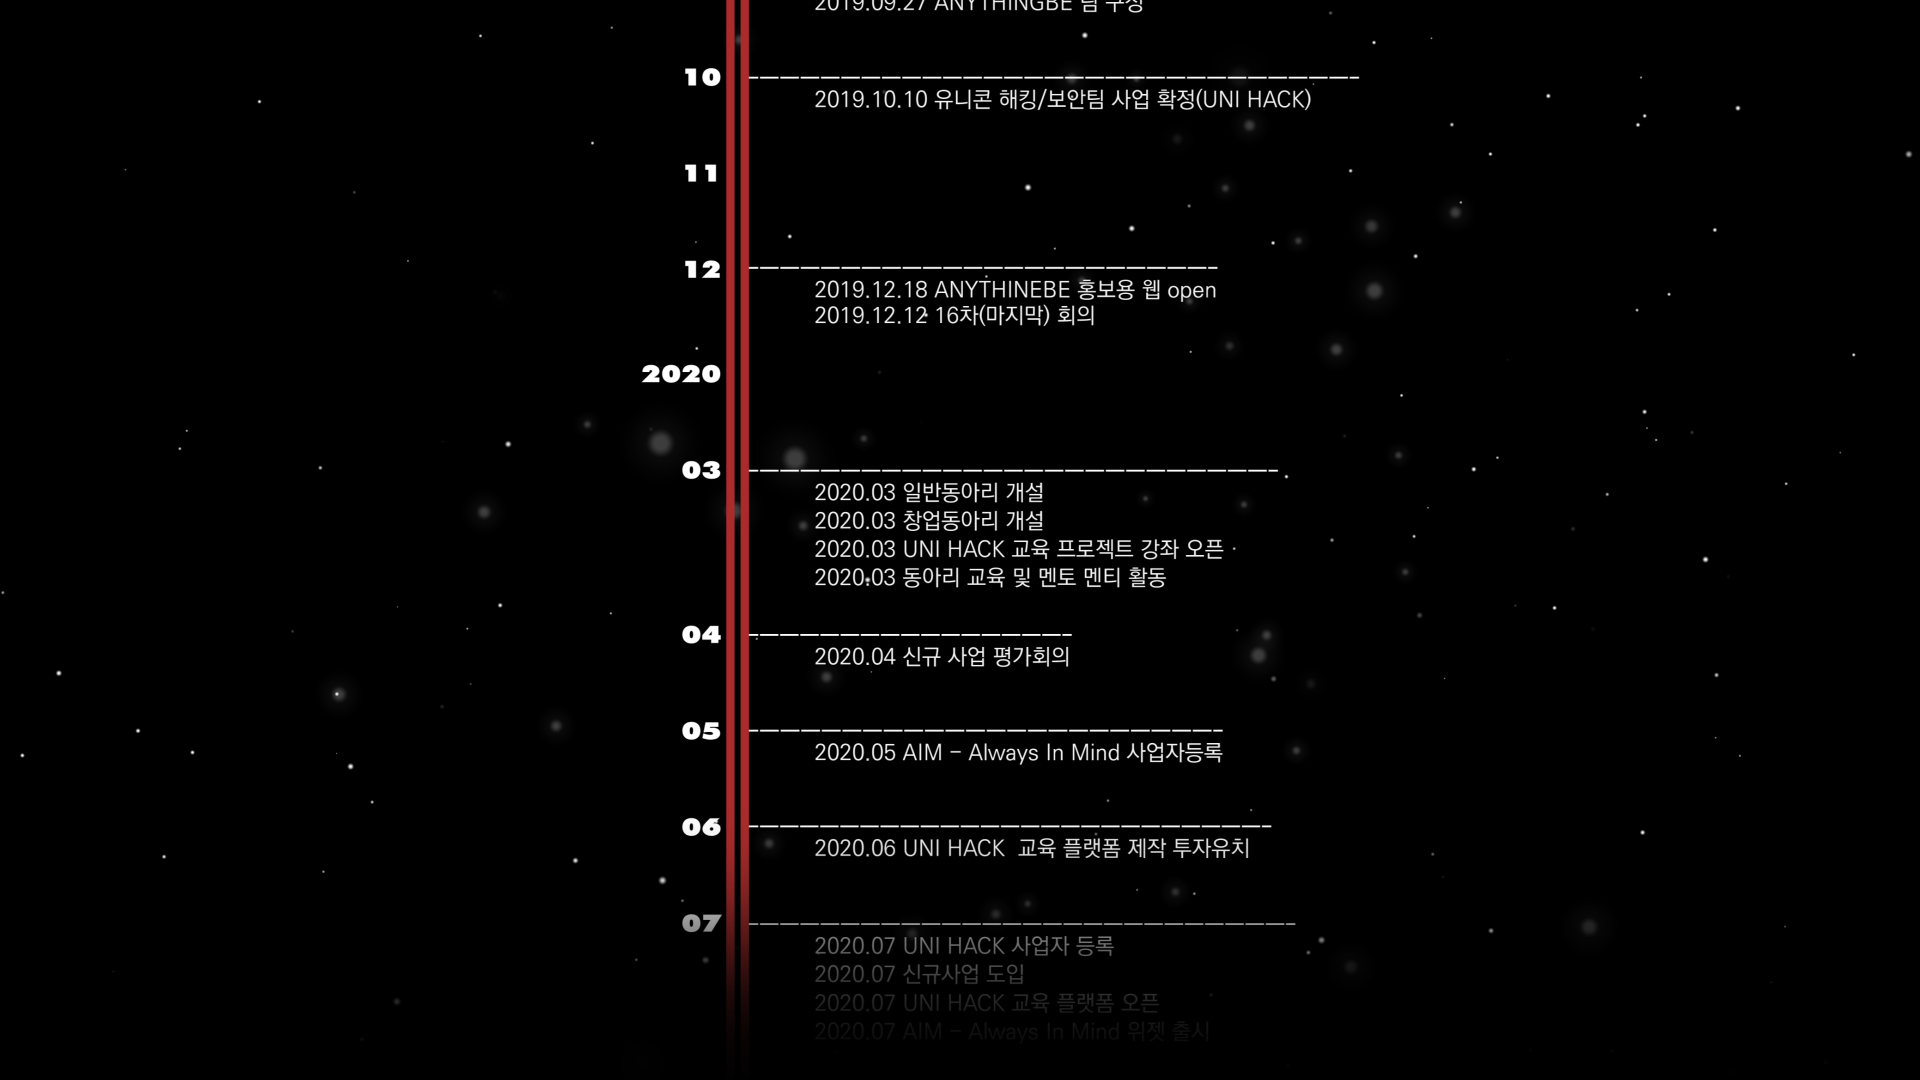 2019.09.27 ANYTHINGBE 팀 구성
10
2019.10.10 유니콘 해킹/보안팀 사업 확정(UNI HACK)
11
12
2019.12.18 ANYTHINEBE 홍보용 웹 open
2019.12.12 16차(마지막) 회의
2020
03
2020.03 일반동아리 개설
2020.03 창업동아리 개설
2020.03 UNI HACK 교육 프로젝트 강좌 오픈
2020.03 동아리 교육 및 멘토 멘티 활동
04
2020.04 신규 사업 평가회의
05
2020.05 AIM - Always In Mind 사업자등록
06
2020.06 UNI HACK  교육 플랫폼 제작 투자유치
07
2020.07 UNI HACK 사업자 등록
2020.07 신규사업 도입
2020.07 UNI HACK 교육 플랫폼 오픈
2020.07 AIM - Always In Mind 위젯 출시